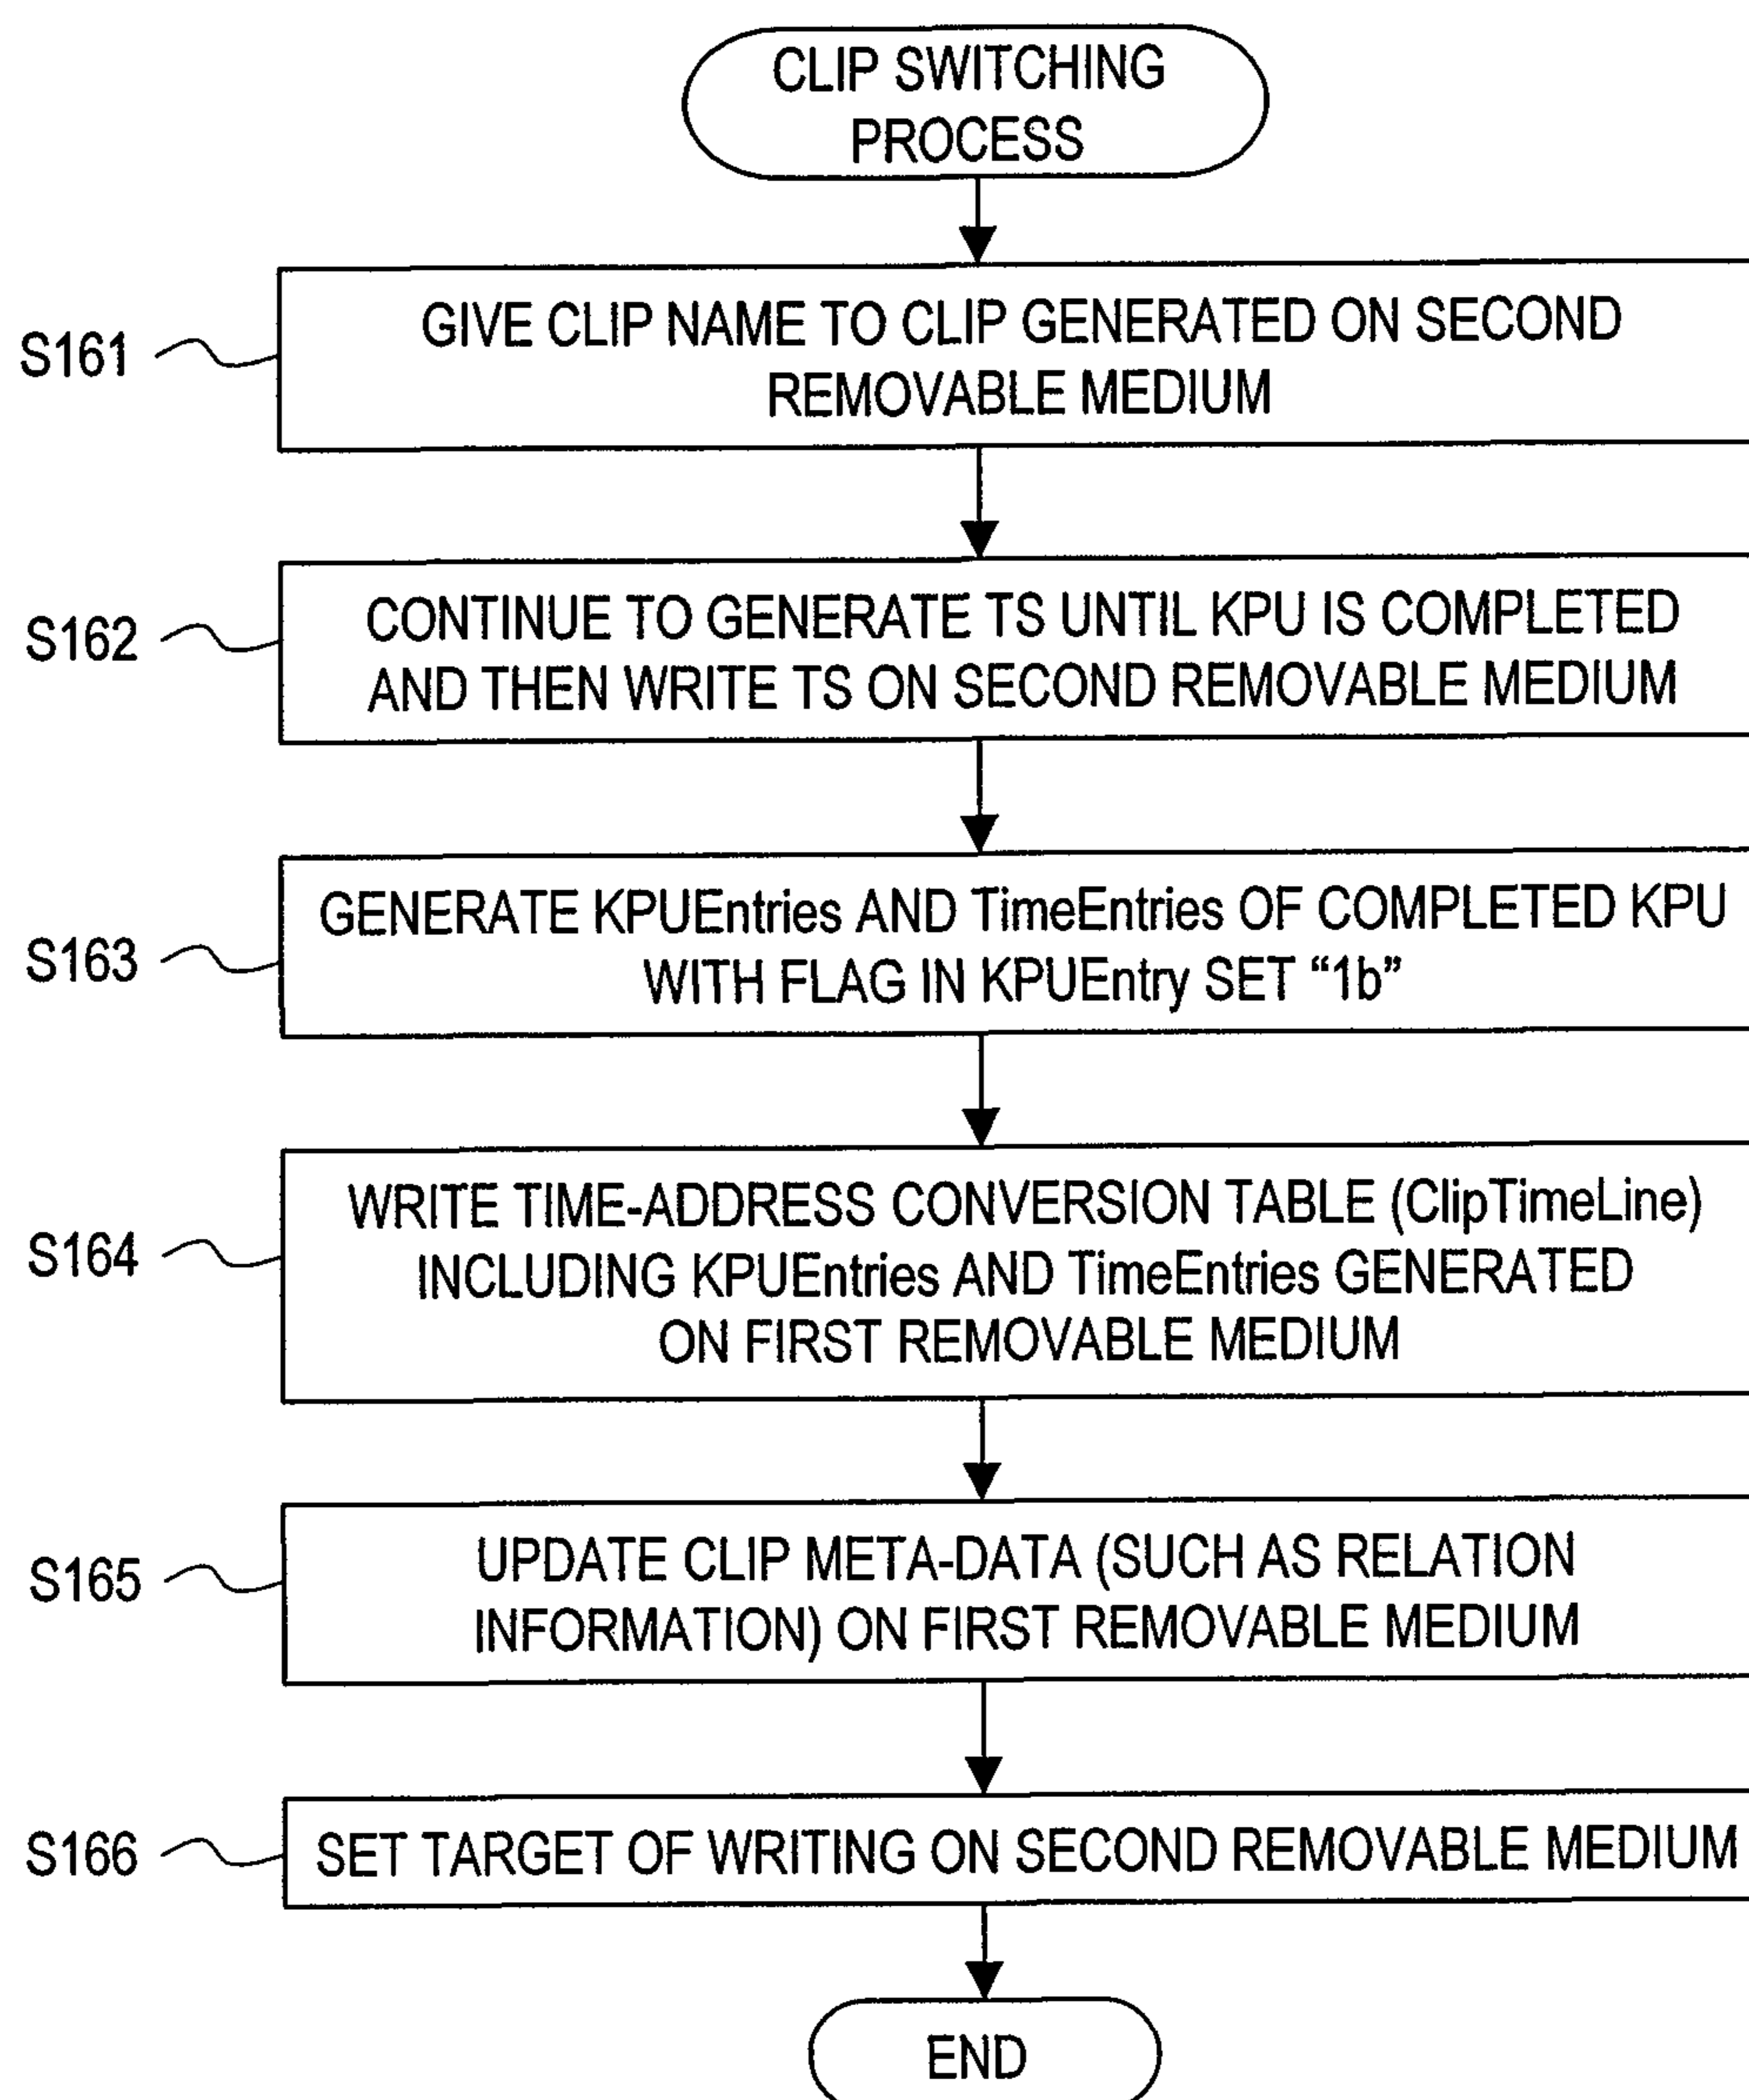 CLIP SWITCHING
PROCESS
S161
GIVE CLIP NAME TO CLIP GENERATED ON SECOND
REMOVABLE MEDIUM
S162
CONTINUE TO GENERATE TS UNTIL KPU IS COMPLETED
AND THEN WRITE TS ON SECOND REMOVABLE MEDIUM
S163
GENERATE KPUEntries AND TimeEntries OF COMPLETED KPU
WITH FLAG IN KPUEntry SET “1b”
S164
WRITE TIME-ADDRESS CONVERSION TABLE (ClipTimeLine)
INCLUDING KPUEntries AND TimeEntries GENERATED
ON FIRST REMOVABLE MEDIUM
S165
UPDATE CLIP META-DATA (SUCH AS RELATION
INFORMATION) ON FIRST REMOVABLE MEDIUM
S166
SET TARGET OF WRITING ON SECOND REMOVABLE MEDIUM
END